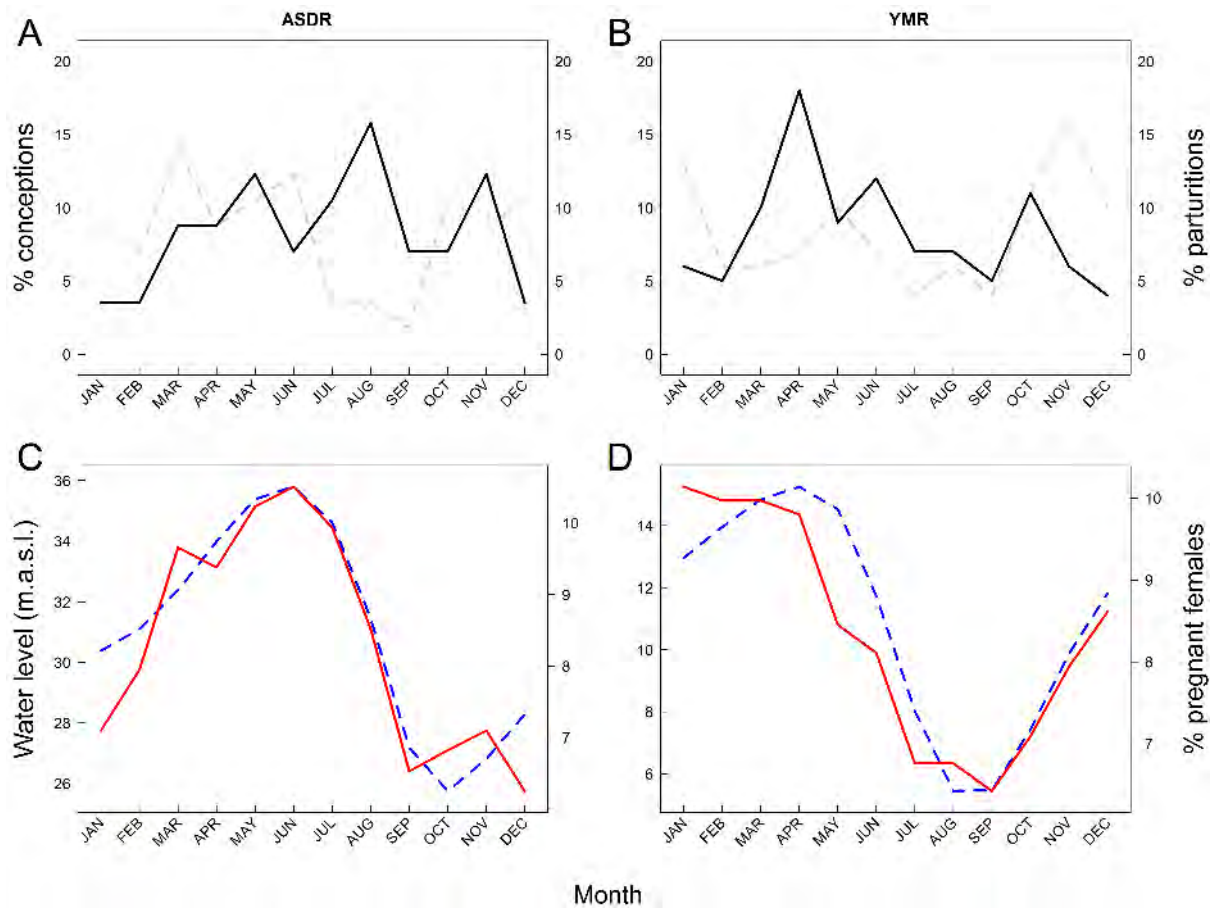 ASDR
A
20
15
10
5
0
% conceptions
20
15
10
5
0
JAN FEB MAR APR MAY JUN JUL AUG SEP OCT NOV DEC
YMR
B
20
15
10
5
0
20
15
10
5
0
% parturitions
JAN FEB MAR APR MAY JUN JUL AUG SEP OCT NOV DEC
C
36
34
32
30
28
26
Water level (m.a.s.l.)
10
9
8
7
JAN FEB MAR APR MAY JUN JUL AUG SEP OCT NOV DEC
D
14
12
10
8
6
10
9
8
7
% pregnant females
JAN FEB MAR APR MAY JUN JUL AUG SEP OCT NOV DEC
Month